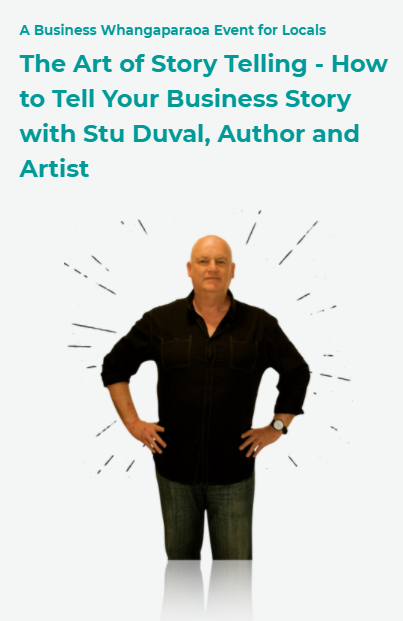 A Business Whangaparaoa Event for Locals
The Art of Story Telling - How
to Tell Your Business Story
with Stu Duval, Author and
Artist